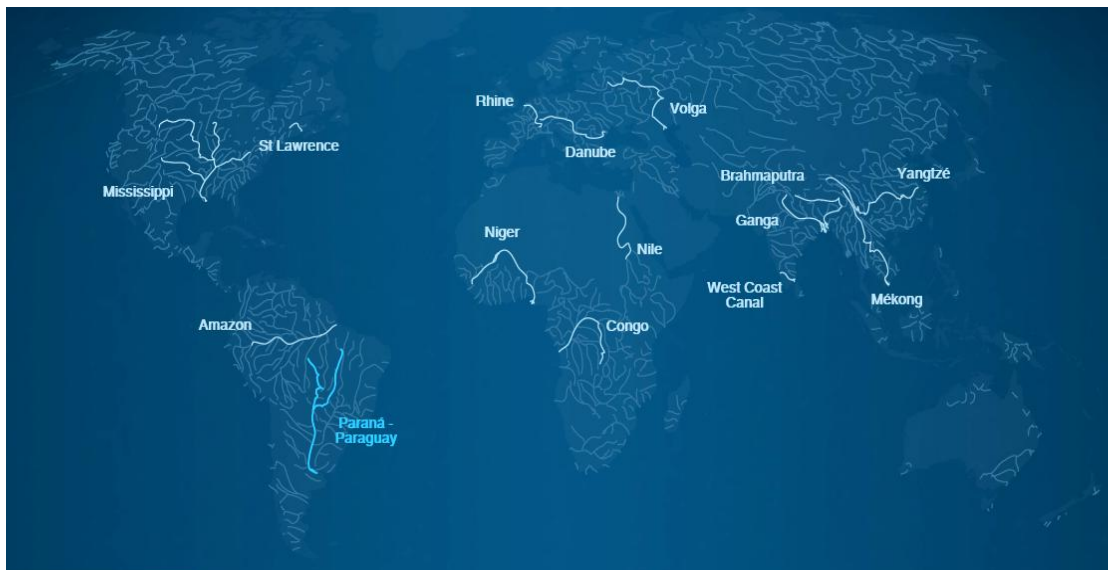 Rhine
Volga
St Lawrence
Danube
Brahmaputra
Yangtzé
Mississippi
Ganga
Niger
Nile
West Coast
Canal
Mékong
Amazon
Congo
Paraná -
Paraguay